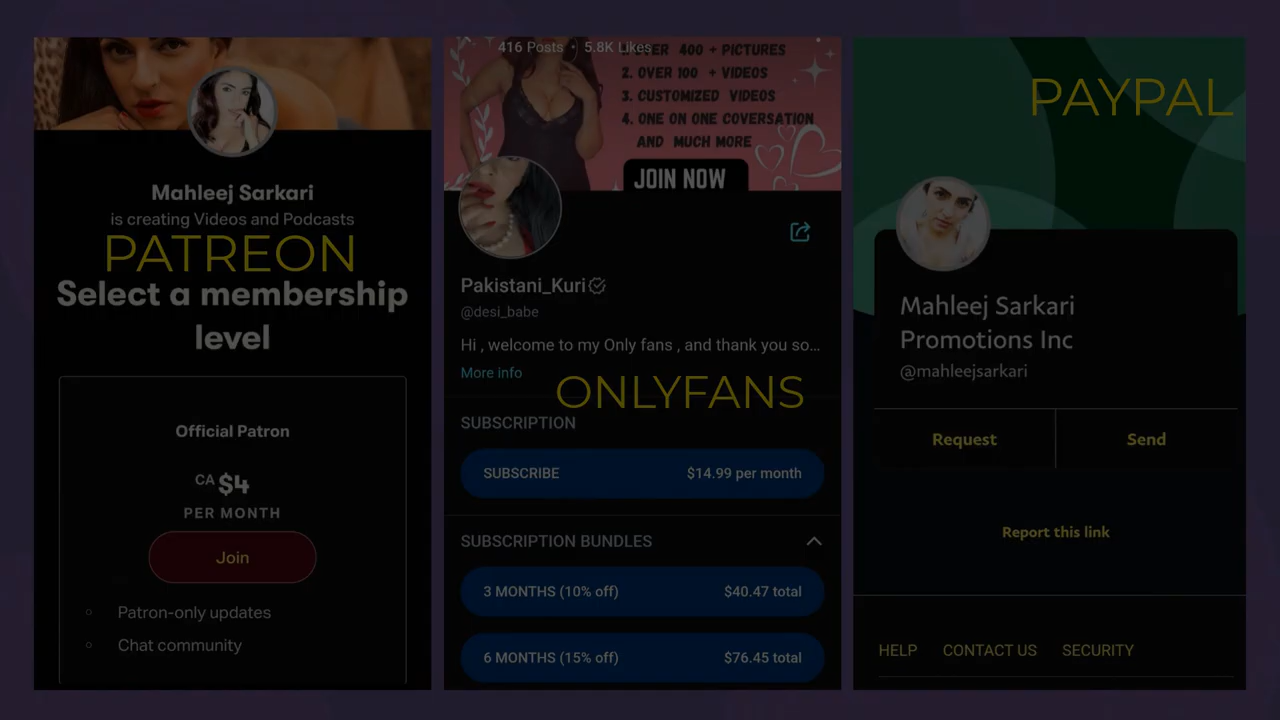 Mahleej Sarkari
is creating Videos and Podcasts
PATREON
Select a membership
level
Official Patron
CA $4
PER MONTH
Join
Patron-only updates
Chat community
416 Posts • 5.8K Likes
OVER 400 + PICTURES
2. OVER 100 + VIDEOS
3. CUSTOMIZED VIDEOS
4. ONE ON ONE COVERSATION
AND MUCH MORE
JOIN NOW
Pakistani_Kuri
@desi_babe
Hi , welcome to my Only fans , and thank you so...
More info
ONLYFANS
SUBSCRIPTION
SUBSCRIBE $14.99 per month
SUBSCRIPTION BUNDLES
3 MONTHS (10% off) $40.47 total
6 MONTHS (15% off) $76.45 total
PAYPAL
Mahleej Sarkari
Promotions Inc
@mahleejsarkari
Request Send
Report this link
HELP CONTACT US SECURITY